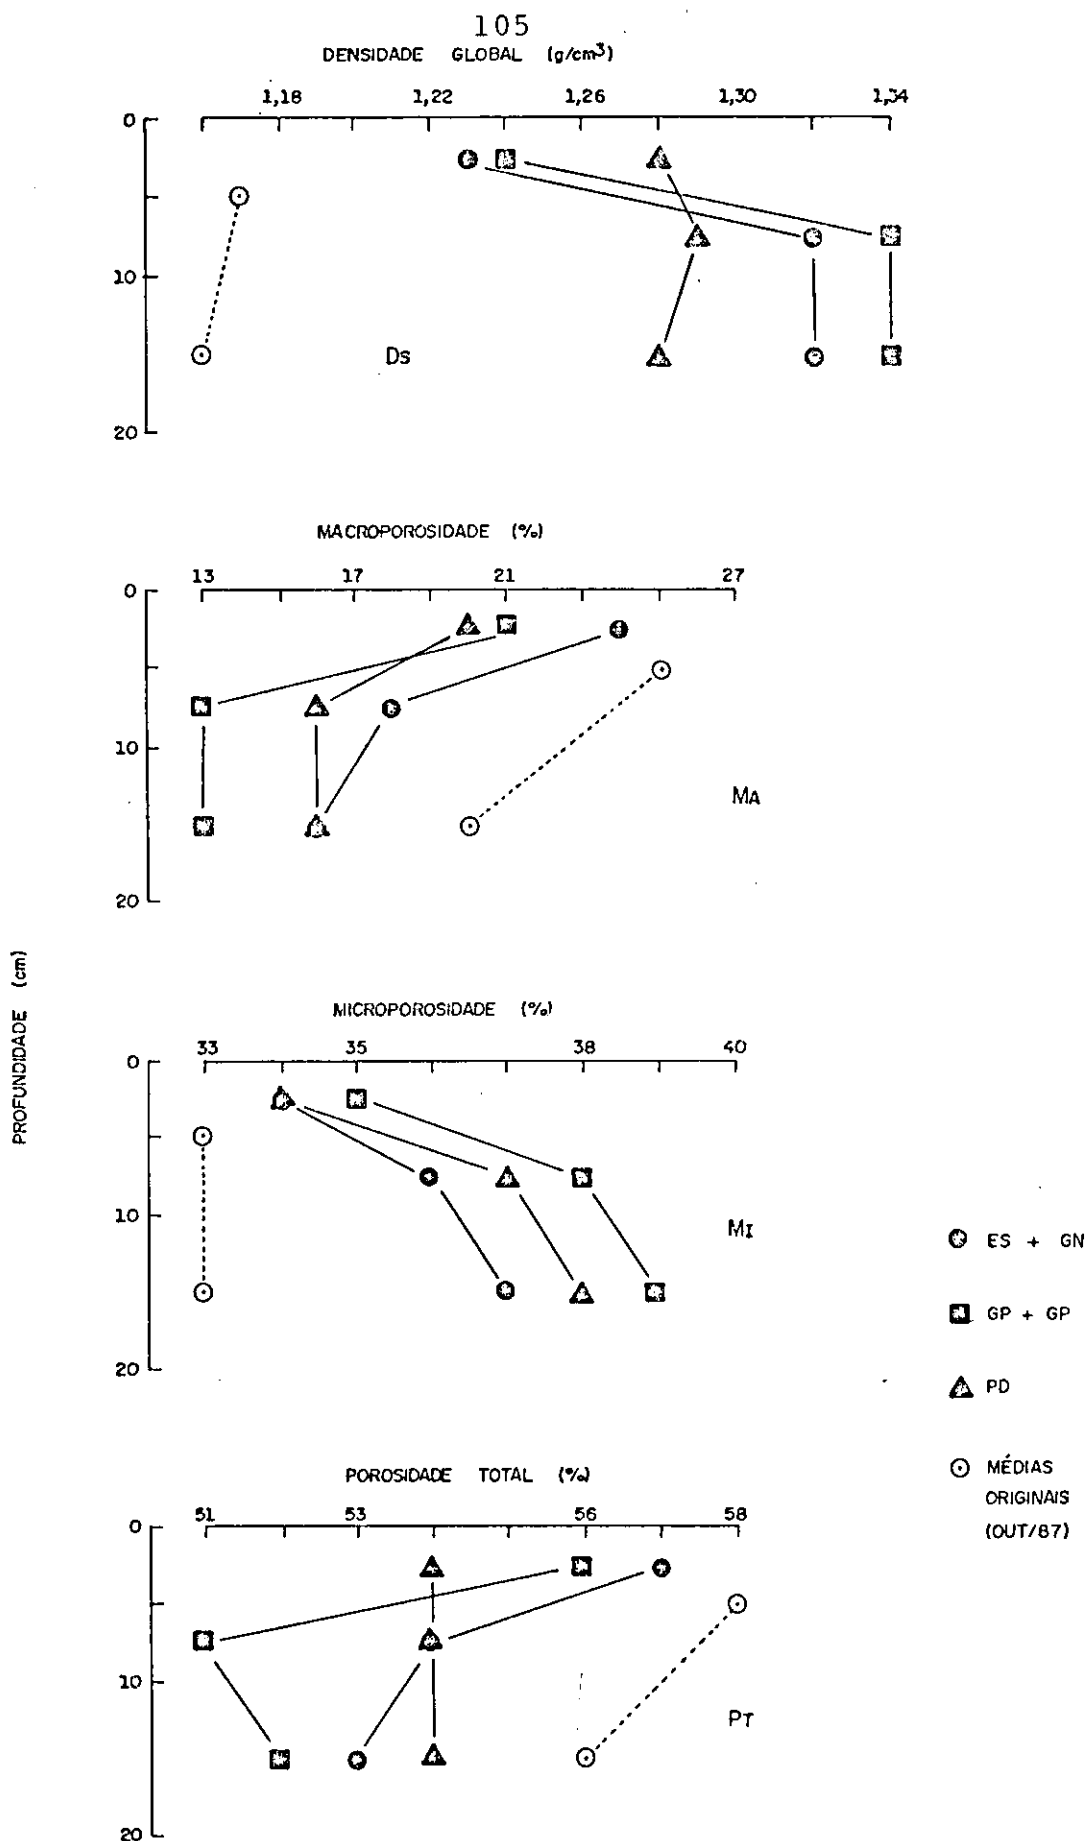 105
DENSIDADE GLOBAL (g/cm³)
1,18 1,22 1,26 1,30 1,34
0
10
20
Ds
MACROPOROSIDADE (%)
13 17 21 27
0
10
20
MA
PROFUNDIDADE (cm)
MICROPOROSIDADE (%)
33 35 38 40
0
10
20
MI
ES + GN
GP + GP
PD
MÉDIAS
ORIGINAIS
(OUT/87)
POROSIDADE TOTAL (%)
51 53 56 58
0
10
20
PT